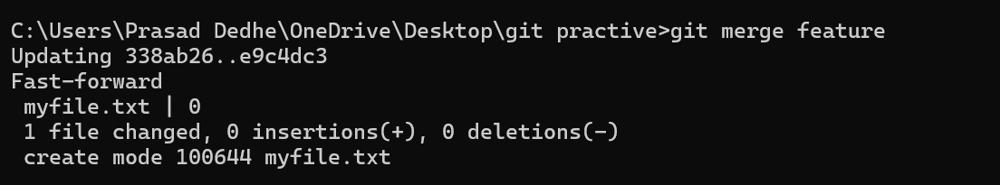 C:\Users\Prasad Dedhe\OneDrive\Desktop\git practive>git merge feature
Updating 338ab26..e9c4dc3
Fast-forward
 myfile.txt | 0
 1 file changed, 0 insertions(+), 0 deletions(-)
 create mode 100644 myfile.txt